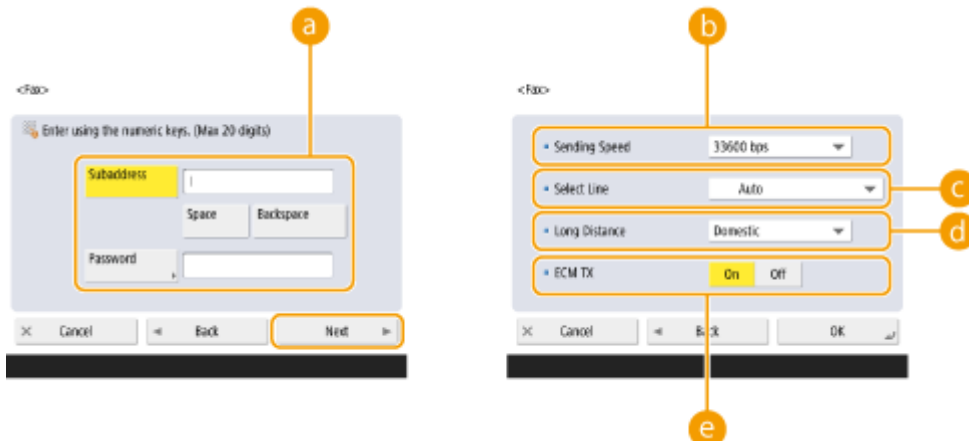 a
b
<Fax>
Enter using the numeric keys. (Max 20 digits)
Subaddress
Space
Backspace
Password
Cancel
Back
Next
<Fax>
Sending Speed
33600 bps
Select Line
Auto
c
Long Distance
Domestic
d
ECM TX
On
Off
Cancel
Back
OK
e